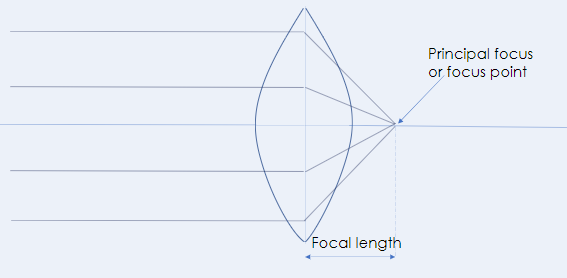 Principal focus
or focus point
Focal length